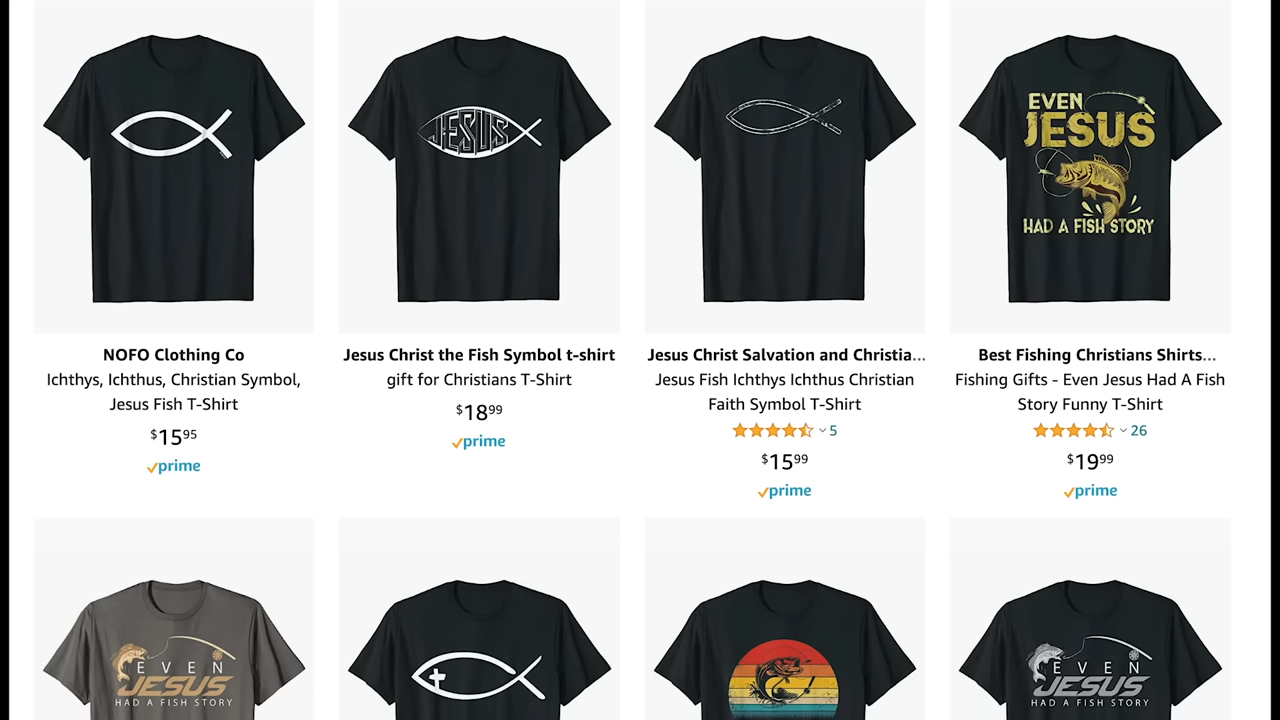 JESUS
EVEN
JESUS
HAD A FISH STORY
NOFO Clothing Co
Ichthys, Ichthus, Christian Symbol,
Jesus Fish T-Shirt
$15 95
prime
Jesus Christ the Fish Symbol t-shirt
gift for Christians T-Shirt
$18 99
prime
Jesus Christ Salvation and Christia...
Jesus Fish Ichthys Ichthus Christian
Faith Symbol T-Shirt
5
$15 99
prime
Best Fishing Christians Shirts...
Fishing Gifts - Even Jesus Had A Fish
Story Funny T-Shirt
26
$19 99
prime
EVEN
JESUS
HAD A FISH STORY
EVEN
JESUS
HAD A FISH STORY